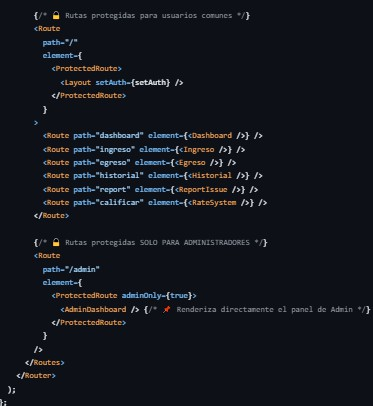 {/* 🔒 Rutas protegidas para usuarios comunes */}
<Route
path="/"
element={
<ProtectedRoute>
<Layout setAuth={setAuth} />
</ProtectedRoute>
}
>
<Route path="dashboard" element={<Dashboard />} />
<Route path="ingreso" element={<Ingreso />} />
<Route path="egreso" element={<Egreso />} />
<Route path="historial" element={<Historial />} />
<Route path="report" element={<ReportIssue />} />
<Route path="calificar" element={<RateSystem />} />
</Route>
{/* 🔒 Rutas protegidas SOLO PARA ADMINISTRADORES */}
<Route
path="/admin"
element={
<ProtectedRoute adminOnly={true}>
<AdminDashboard /> {/* 📌 Renderiza directamente el panel de Admin */}
</ProtectedRoute>
}
/>
</Routes>
</Router>
);
};